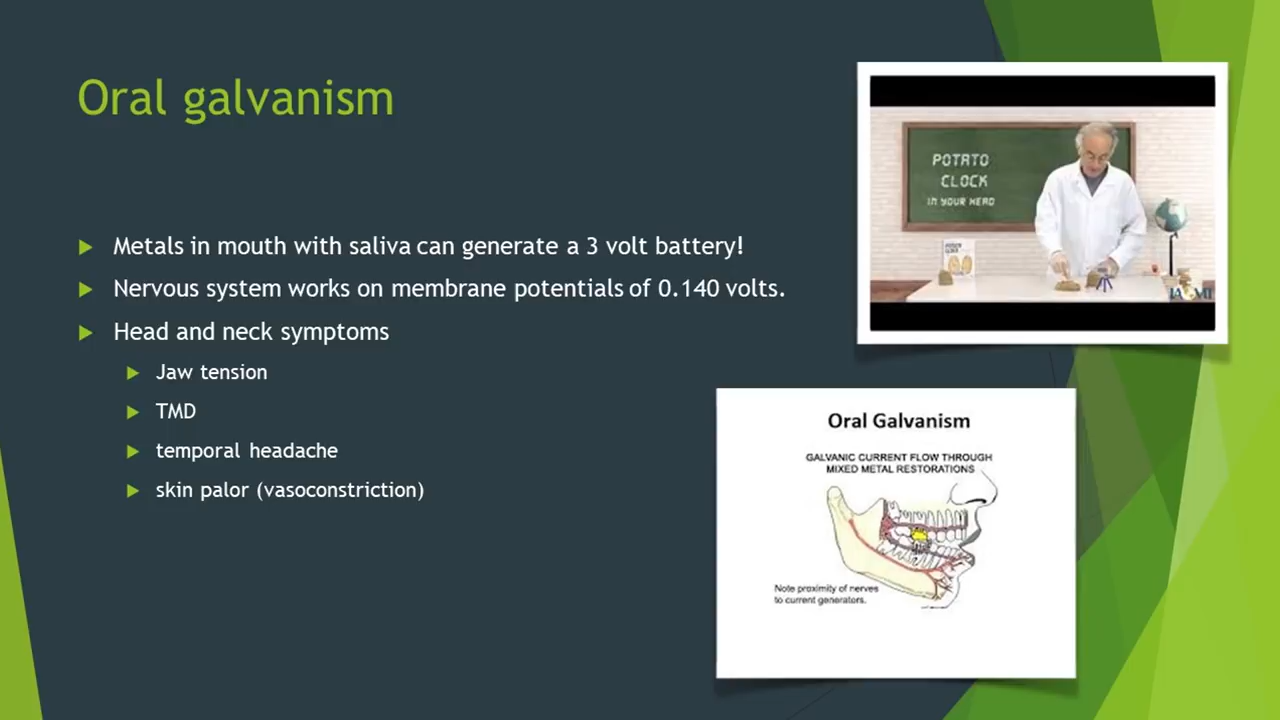 Oral galvanism
Metals in mouth with saliva can generate a 3 volt battery!
Nervous system works on membrane potentials of 0.140 volts.
Head and neck symptoms
Jaw tension
TMD
temporal headache
skin palor (vasoconstriction)
POTATO
CLOCK
IN YOUR HEAD
Oral Galvanism
GALVANIC CURRENT FLOW THROUGH
MIXED METAL RESTORATIONS
Note proximity of nerves
to current generators.